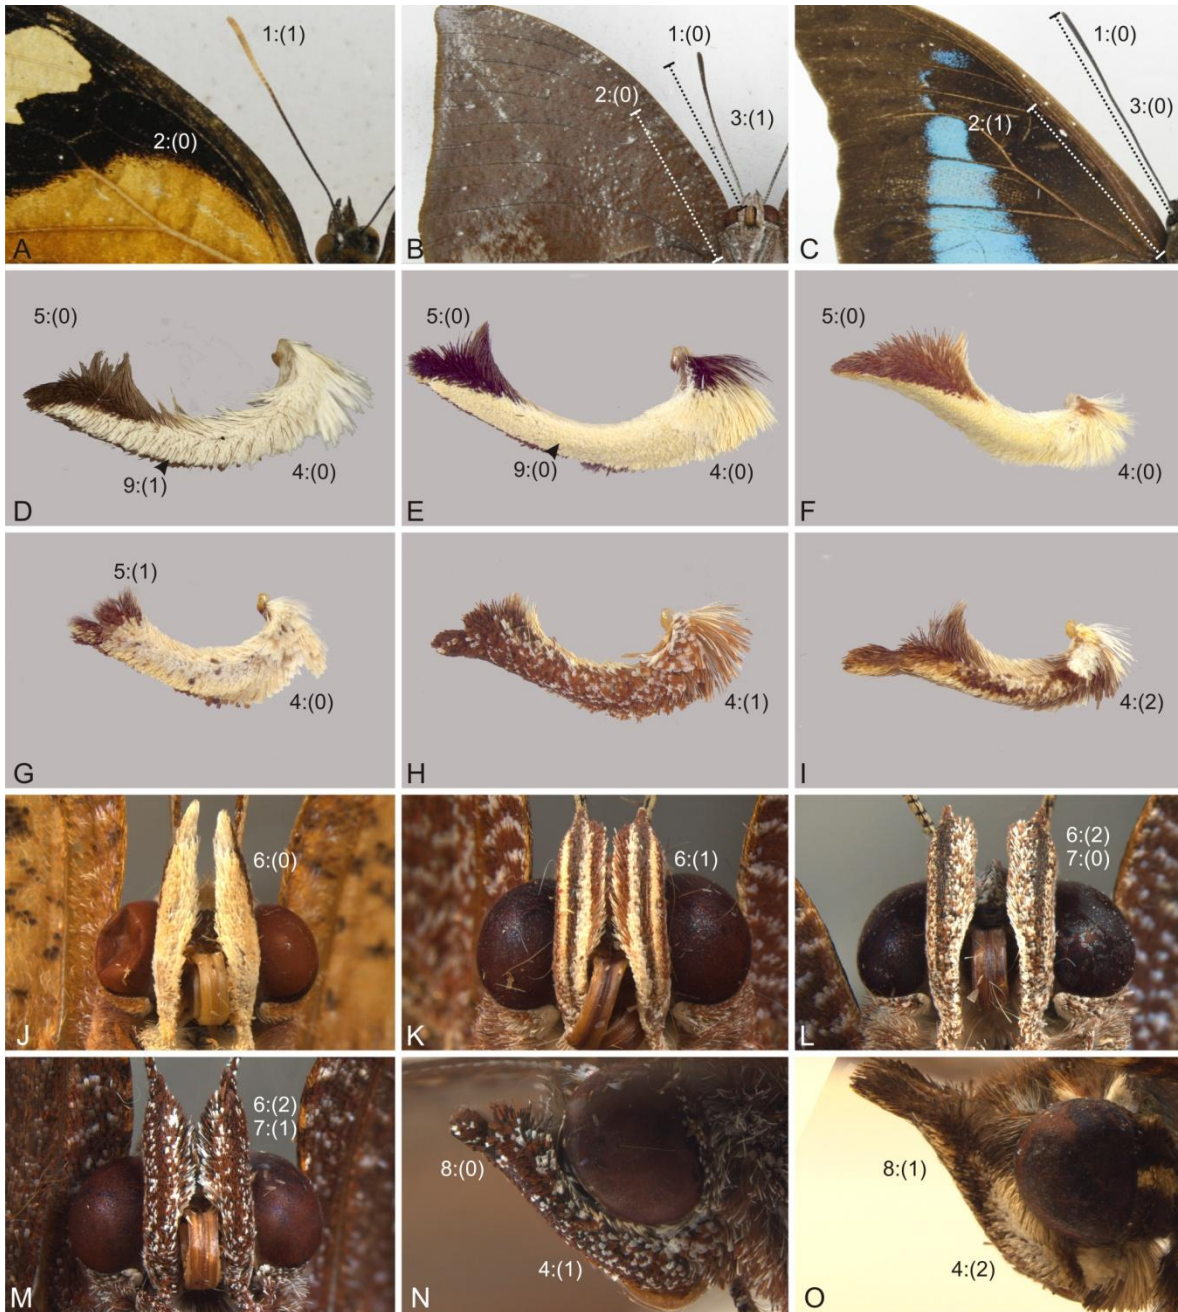 1:(1)
2:(0)
A
1:(0)
2:(0)
3:(1)
B
1:(0)
3:(0)
2:(1)
C
5:(0)
9:(1)
4:(0)
D
5:(0)
9:(0)
4:(0)
E
5:(0)
4:(0)
F
5:(1)
4:(0)
G
4:(1)
H
4:(2)
I
6:(0)
J
6:(1)
K
6:(2)
7:(0)
L
6:(2)
7:(1)
M
8:(0)
4:(1)
N
8:(1)
4:(2)
O